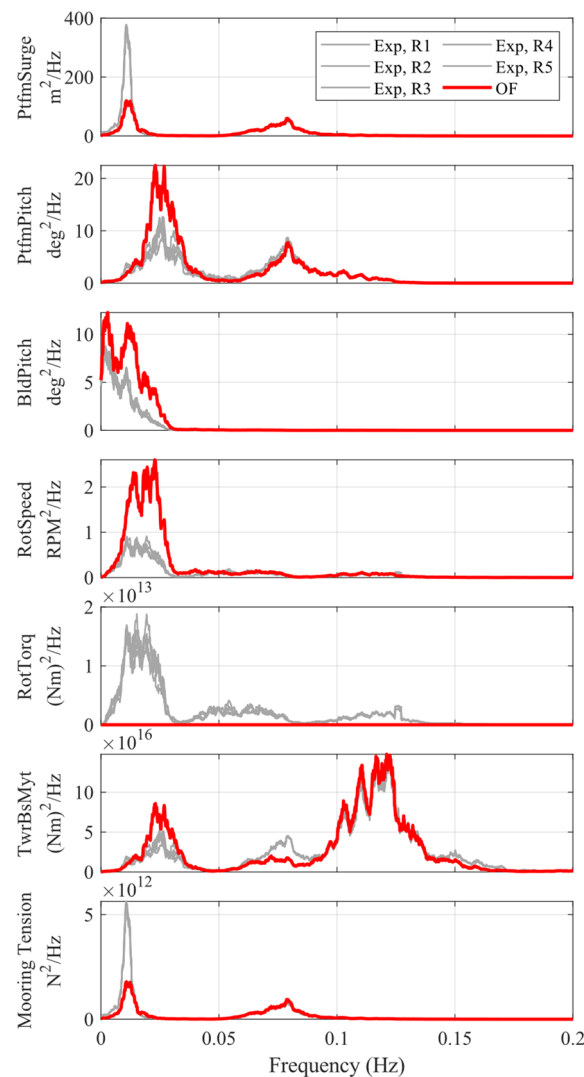 PtfmSurge
m²/Hz
400
200
0
Exp, R1
Exp, R4
Exp, R2
Exp, R5
Exp, R3
OF
PtfmPitch
deg²/Hz
20
10
0
BldPitch
deg²/Hz
10
5
0
RotSpeed
RPM²/Hz
2
1
0
×10¹³
RotTorq
(Nm)²/Hz
2
1
0
×10¹⁶
TwrBsMyt
(Nm)²/Hz
10
5
0
×10¹²
Mooring Tension
N²/Hz
5
0
0 0.05 0.1 0.15 0.2
Frequency (Hz)